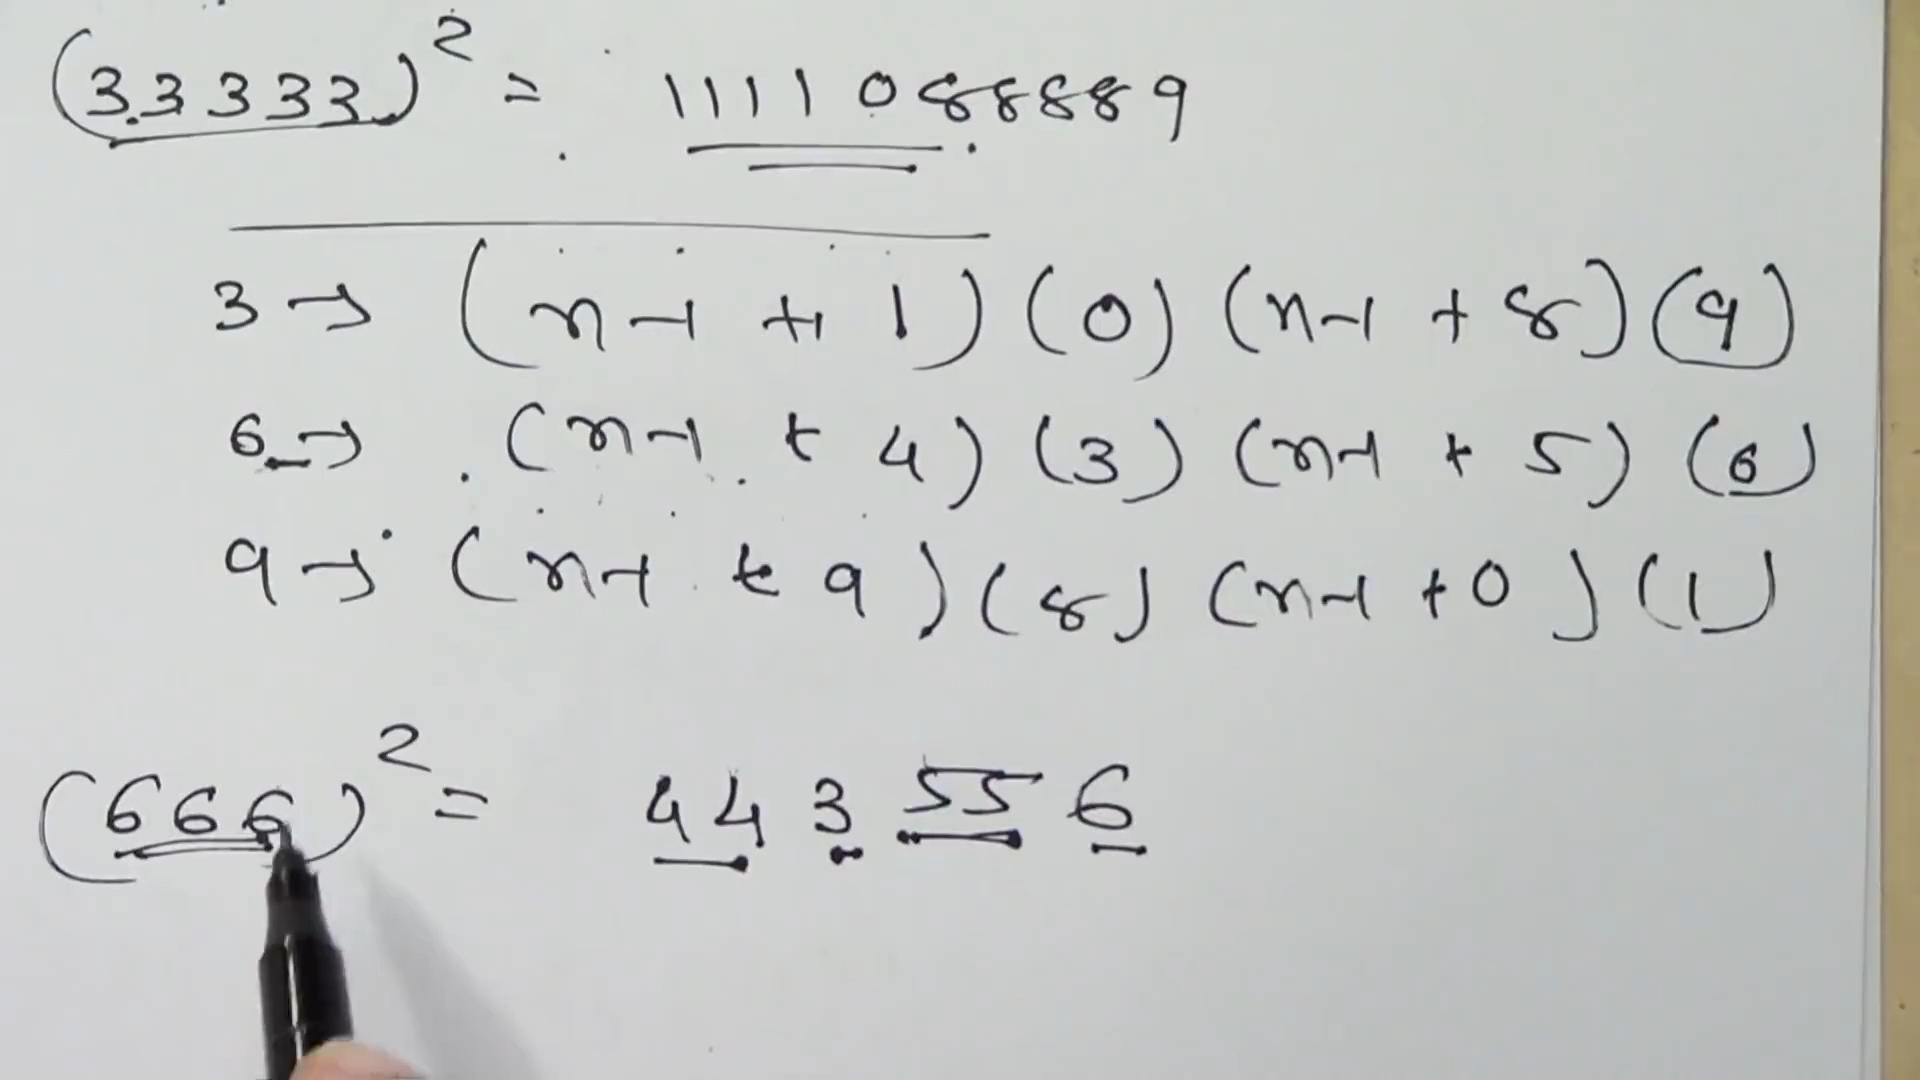 (33333)² = 1111088889
3 → (n-1 + 1) (0) (n-1 + 8) (9)
6 → (n-1 + 4) (3) (n-1 + 5) (6)
9 → (n-1 + 9) (8) (n-1 + 0) (1)
(666)² = 443556